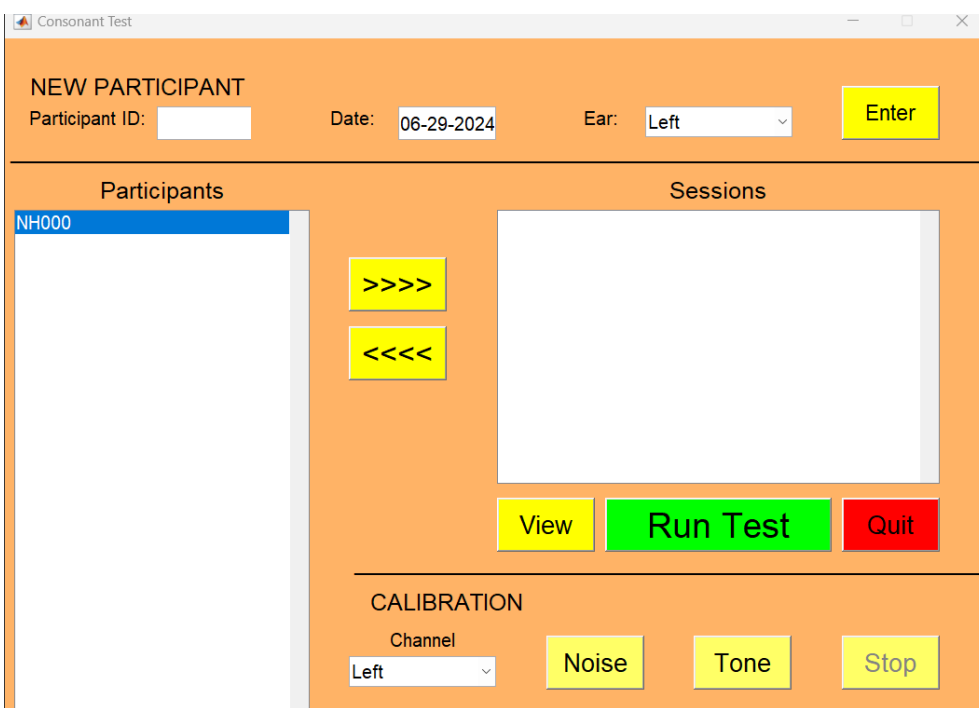 Consonant Test
NEW PARTICIPANT
Participant ID:
Date: 06-29-2024
Ear: Left
Enter
Participants
NH000
>>>>
<<<<
Sessions
View
Run Test
Quit
CALIBRATION
Channel
Left
Noise
Tone
Stop